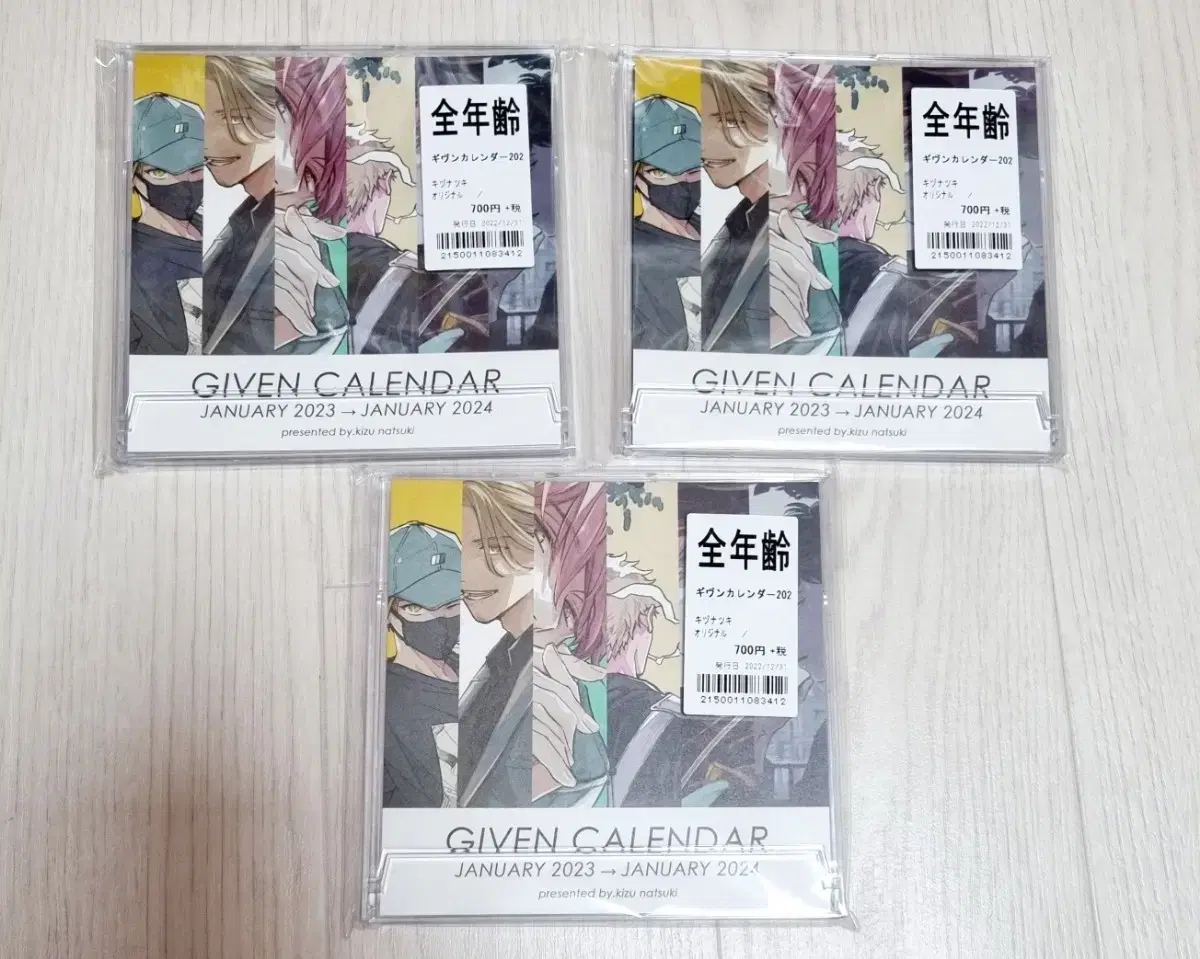 全年齢
ギヴンカレンダー202
キヅナツキ
オリジナル /
700円 +税
発行日 2022/12/31
2150011083412
GIVEN CALENDAR
JANUARY 2023 → JANUARY 2024
presented by.kizu natsuki
全年齢
ギヴンカレンダー202
キヅナツキ
オリジナル /
700円 +税
発行日 2022/12/31
2150011083412
GIVEN CALENDAR
JANUARY 2023 → JANUARY 2024
presented by.kizu natsuki
全年齢
ギヴンカレンダー202
キヅナツキ
オリジナル /
700円 +税
発行日 2022/12/31
2150011083412
GIVEN CALENDAR
JANUARY 2023 → JANUARY 2024
presented by.kizu natsuki